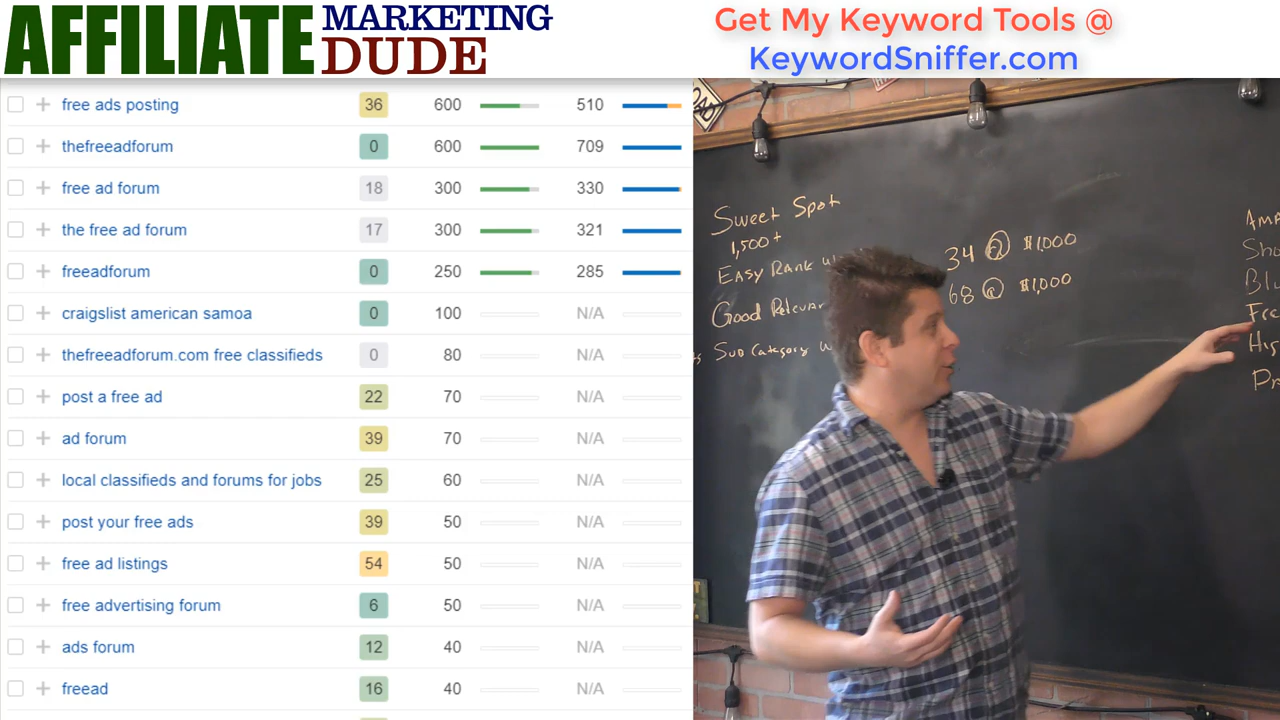 AFFILIATE MARKETING DUDE
Get My Keyword Tools @
KeywordSniffer.com
free ads posting 36 600 510
thefreeadforum 0 600 709
free ad forum 18 300 330
the free ad forum 17 300 321
freeadforum 0 250 285
craigslist american samoa 0 100 N/A
thefreeadforum.com free classifieds 0 80 N/A
post a free ad 22 70 N/A
ad forum 39 70 N/A
local classifieds and forums for jobs 25 60 N/A
post your free ads 39 50 N/A
free ad listings 54 50 N/A
free advertising forum 6 50 N/A
ads forum 12 40 N/A
freead 16 40 N/A
Sweet Spot
1,500+
Easy Rank
Good
Sub Category
34 @ $1,000
68 @ $1,000